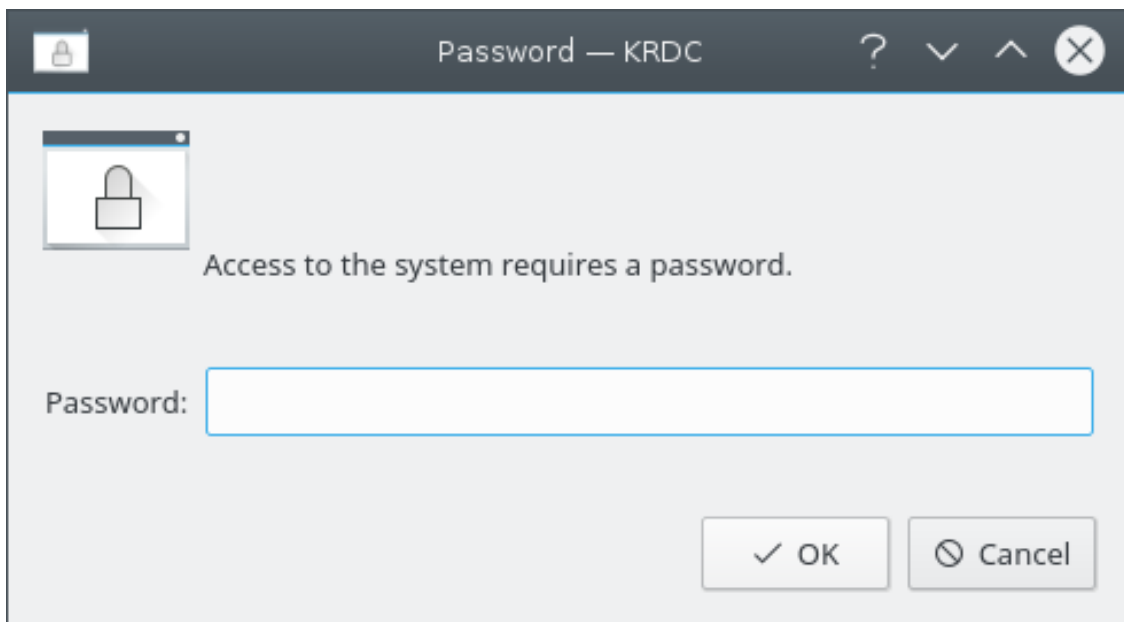 Password — KRDC
Access to the system requires a password.
Password:
OK
Cancel